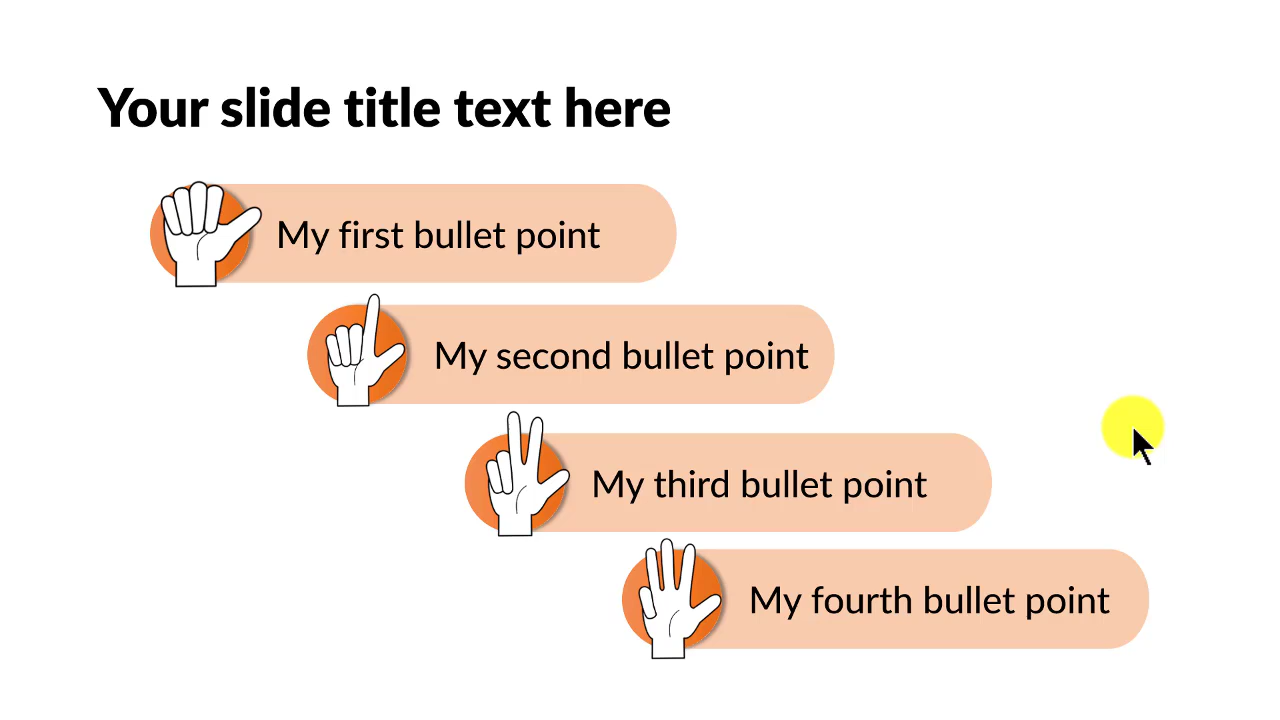 Your slide title text here
My first bullet point
My second bullet point
My third bullet point
My fourth bullet point